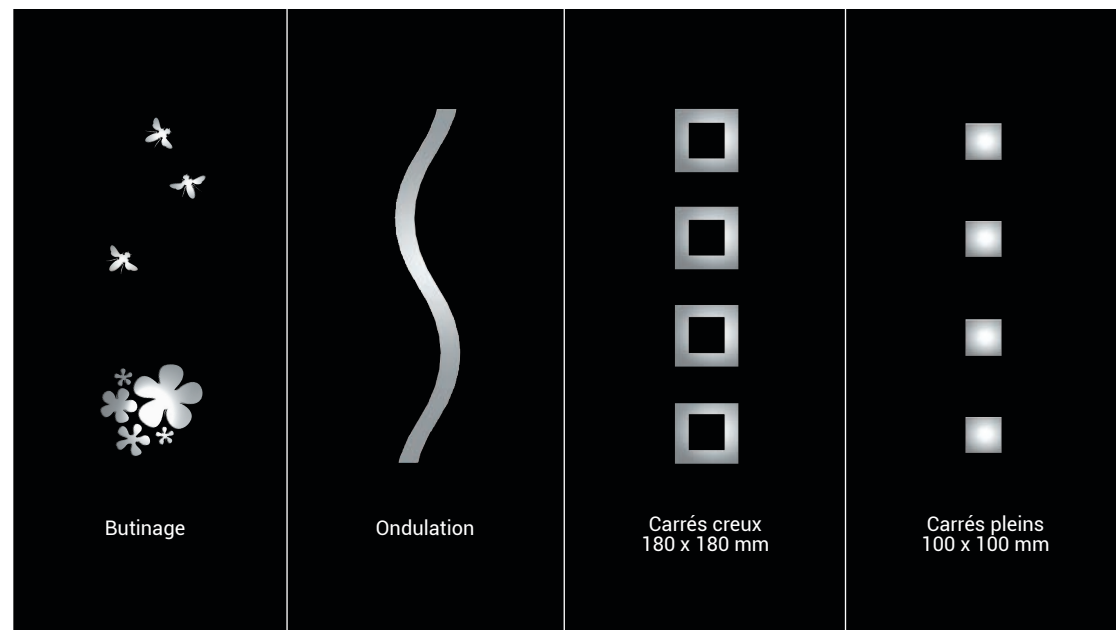 Butinage
Ondulation
Carrés creux
180 x 180 mm
Carrés pleins
100 x 100 mm